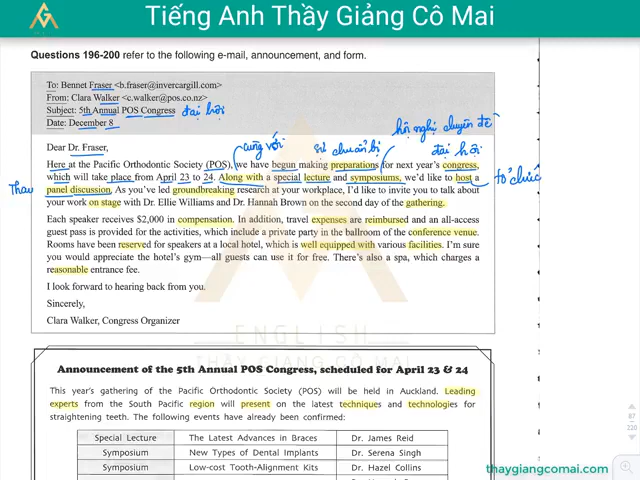 Tiếng Anh Thầy Giảng Cô Mai
Questions 196-200 refer to the following e-mail, announcement, and form.
To: Bennet Fraser <b.fraser@invercargill.com>
From: Clara Walker <c.walker@pos.co.nz>
Subject: 5th Annual POS Congress đại hội
Date: December 8
hội nghị chuyên đề
Dear Dr. Fraser,
cùng với
sự chuẩn bị
đại hội
Here at the Pacific Orthodontic Society (POS), we have begun making preparations for next year's congress,
which will take place from April 23 to 24. Along with a special lecture and symposiums, we'd like to host a
tổ chức
panel discussion. As you've led groundbreaking research at your workplace, I'd like to invite you to talk about
your work on stage with Dr. Ellie Williams and Dr. Hannah Brown on the second day of the gathering.
Each speaker receives $2,000 in compensation. In addition, travel expenses are reimbursed and an all-access
guest pass is provided for the activities, which include a private party in the ballroom of the conference venue.
Rooms have been reserved for speakers at a local hotel, which is well equipped with various facilities. I'm sure
you would appreciate the hotel's gym—all guests can use it for free. There's also a spa, which charges a
reasonable entrance fee.
I look forward to hearing back from you.
Sincerely,
Clara Walker, Congress Organizer
ENGLISH
THẦY GIẢNG CÔ MAI
Announcement of the 5th Annual POS Congress, scheduled for April 23 & 24
This year's gathering of the Pacific Orthodontic Society (POS) will be held in Auckland. Leading
experts from the South Pacific region will present on the latest techniques and technologies for
straightening teeth. The following events have already been confirmed:
Special Lecture The Latest Advances in Braces Dr. James Reid
Symposium New Types of Dental Implants Dr. Serena Singh
Symposium Low-cost Tooth-Alignment Kits Dr. Hazel Collins
87
220
thaygiangcomai.com